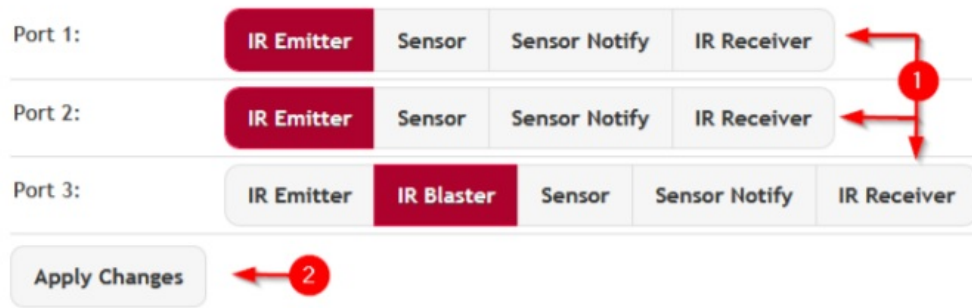 Port 1: IR Emitter Sensor Sensor Notify IR Receiver
1
Port 2: IR Emitter Sensor Sensor Notify IR Receiver
Port 3: IR Emitter IR Blaster Sensor Sensor Notify IR Receiver
Apply Changes 2